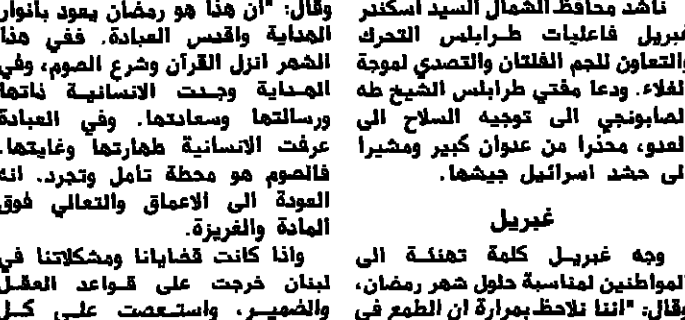 ناشد محافظ الشمال السيد اسكندر
غبريل فاعليات طرابلس التحرك
والتعاون للجم الفلتان والتصدي لموجة
الغلاء. ودعا مفتي طرابلس الشيخ طه
الصابونجي الى توجيه السلاح الى
العدو، محذرا من عدوان كبير ومشيرا
الى حشد اسرائيل جيشها.
غبريل
وجه غبريل كلمة تهنئة الى
المواطنين لمناسبة حلول شهر رمضان،
وقال: "اننا نلاحظ بمرارة ان الطمع في
وقال: "ان هذا هو رمضان يعود بأنوار
الهداية واقدس العبادة. ففي هذا
الشهر انزل القرآن وشرع الصوم، وفي
الهداية وجدت الانسانية ذاتها
ورسالتها وسعادتها. وفي العبادة
عرفت الانسانية طهارتها وغايتها.
فالصوم هو محطة تأمل وتجرد. انه
العودة الى الاعماق والتعالي فوق
المادة والغريزة.
واذا كانت قضايانا ومشكلاتنا في
لبنان خرجت على قواعد العقل
والضمير، واستعصت على كل